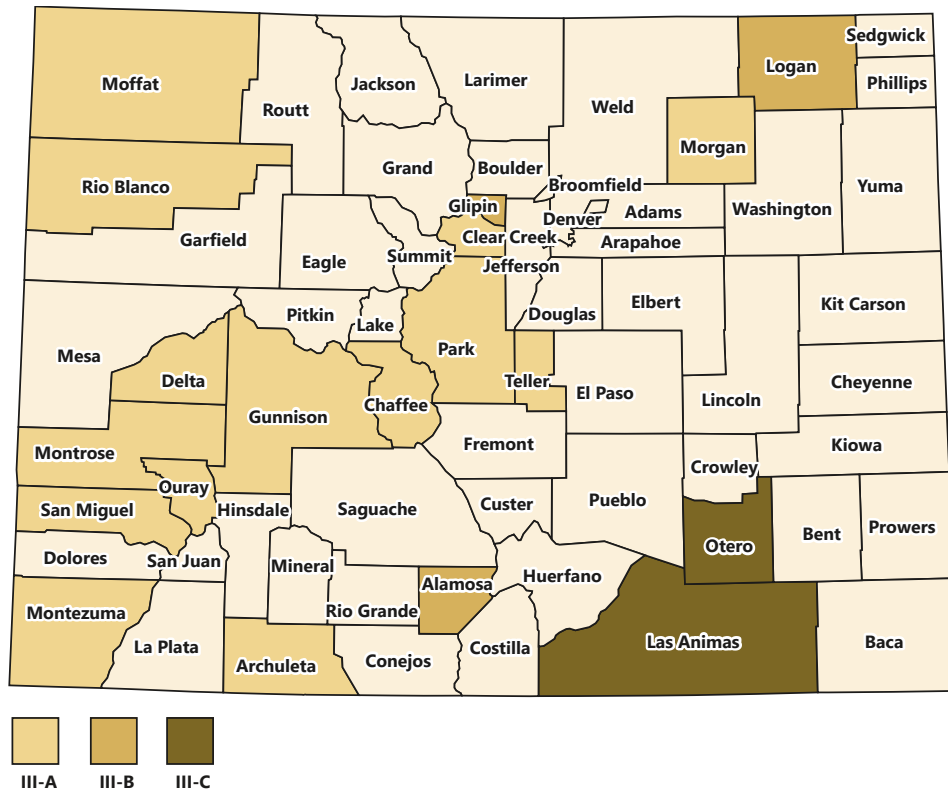 Sedgwick
Logan
Moffat
Jackson
Larimer
Phillips
Routt
Weld
Morgan
Grand
Boulder
Rio Blanco
Broomfield
Yuma
Glipin
Denver
Adams
Washington
Garfield
Clear Creek
Arapahoe
Summit
Eagle
Jefferson
Elbert
Kit Carson
Pitkin
Lake
Douglas
Mesa
Park
Delta
Teller
Cheyenne
El Paso
Lincoln
Gunnison
Chaffee
Fremont
Kiowa
Montrose
Crowley
Ouray
Pueblo
San Miguel
Hinsdale
Saguache
Custer
Prowers
Bent
Otero
Dolores
San Juan
Mineral
Huerfano
Alamosa
Montezuma
Rio Grande
Las Animas
Baca
La Plata
Costilla
Archuleta
Conejos
III-A
III-B
III-C